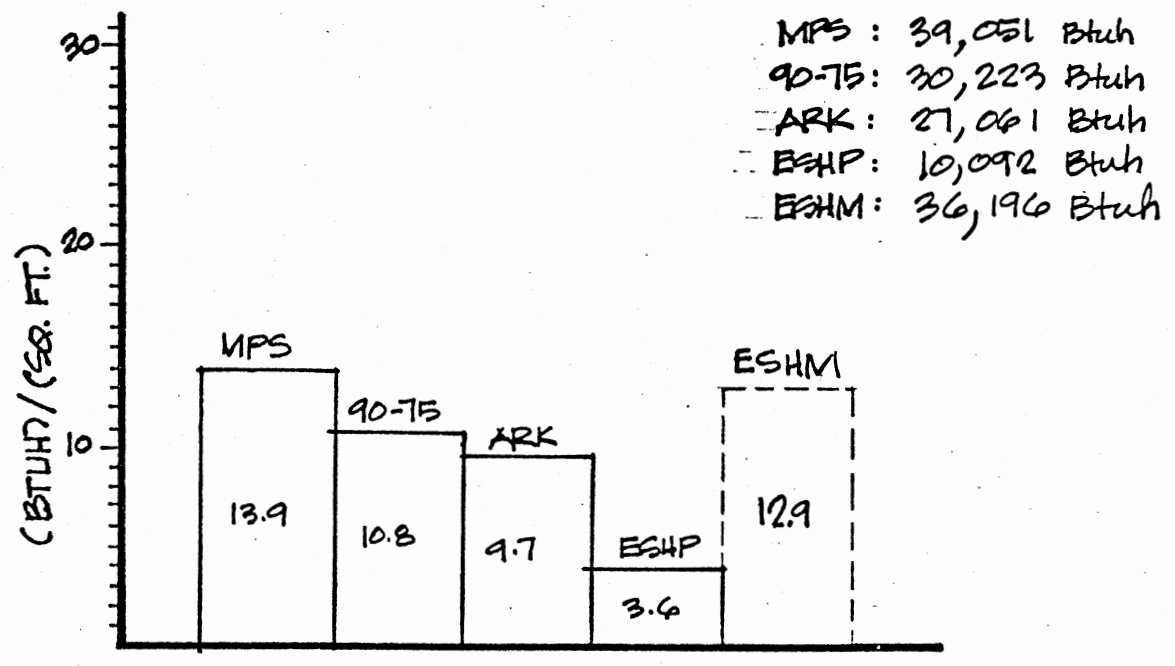 30
MPS : 39,051 Btuh
90-75: 30,223 Btuh
ARK : 27,061 Btuh
ESHP: 10,092 Btuh
ESHM: 36,196 Btuh
20
(BTUH)/(SQ. FT.)
MPS
ESHM
90-75
ARK
10
13.9
12.9
10.8
9.7
ESHP
3.6